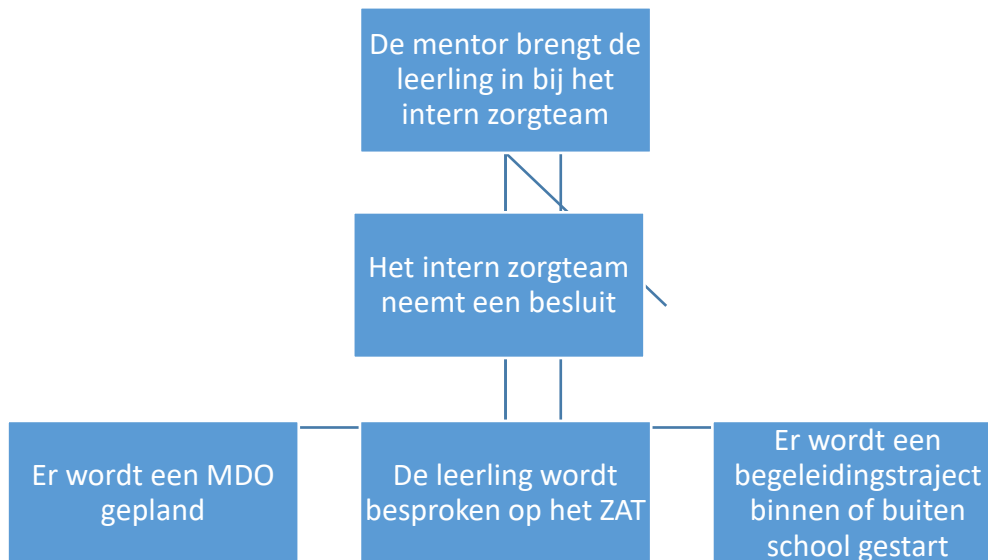 De mentor brengt de
leerling in bij het
intern zorgteam
Het intern zorgteam
neemt een besluit
Er wordt een MDO
gepland
De leerling wordt
besproken op het ZAT
Er wordt een
begeleidingstraject
binnen of buiten
school gestart